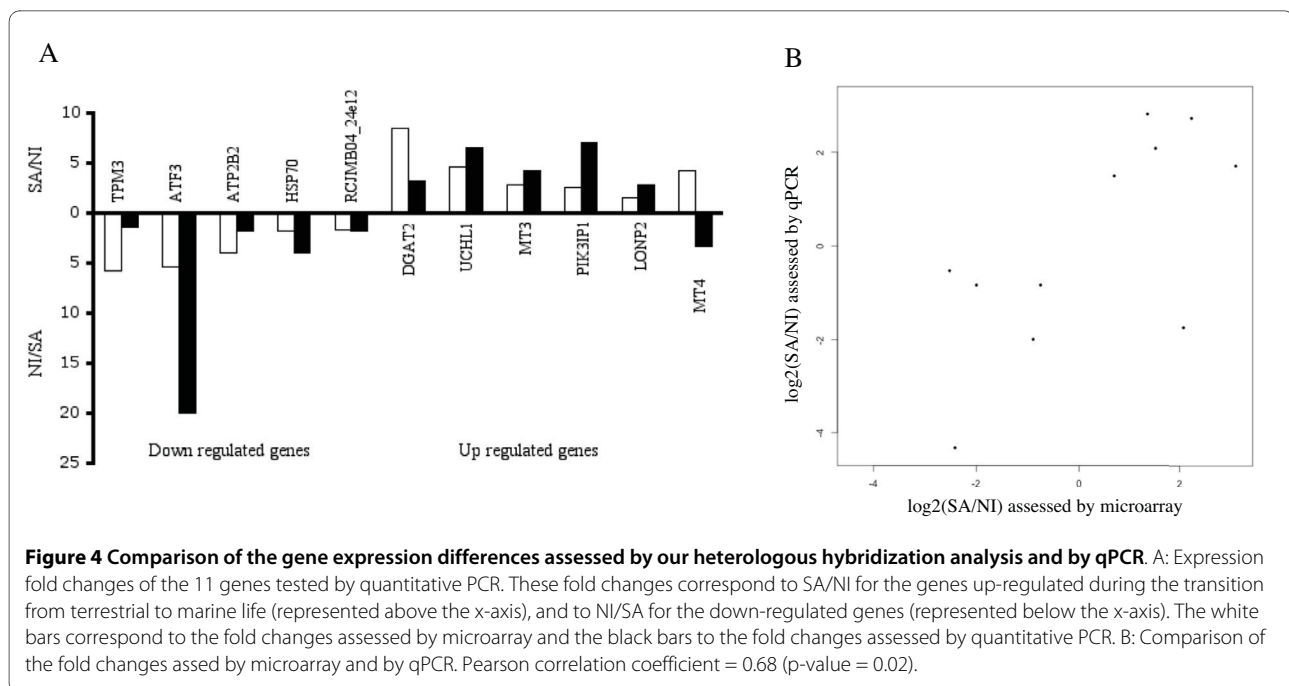 A
B
10
5
0
5
10
15
20
25
SA/NI
NI/SA
TPM3
ATF3
ATP2B2
HSP70
RCJMB04_24e12
DGAT2
UCHL1
MT3
PIK3IP1
LONP2
MT4
Down regulated genes
Up regulated genes
log2(SA/NI) assessed by qPCR
2
0
-2
-4
-4
-2
0
2
log2(SA/NI) assessed by microarray
Figure 4 Comparison of the gene expression differences assessed by our heterologous hybridization analysis and by qPCR. A: Expression
fold changes of the 11 genes tested by quantitative PCR. These fold changes correspond to SA/NI for the genes up-regulated during the transition
from terrestrial to marine life (represented above the x-axis), and to NI/SA for the down-regulated genes (represented below the x-axis). The white
bars correspond to the fold changes assessed by microarray and the black bars to the fold changes assessed by quantitative PCR. B: Comparison of
the fold changes assed by microarray and by qPCR. Pearson correlation coefficient = 0.68 (p-value = 0.02).